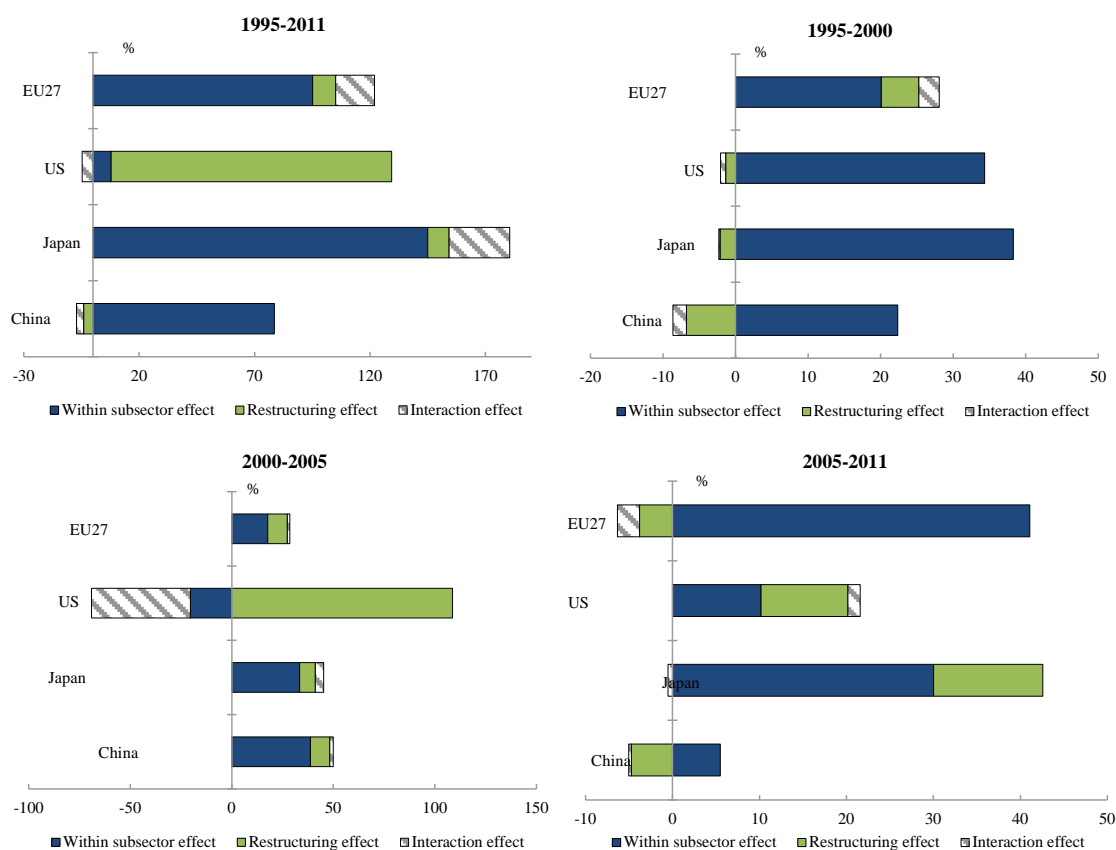 1995-2011
%
EU27
US
Japan
China
-30 20 70 120 170
Within subsector effect Restructuring effect Interaction effect
1995-2000
%
EU27
US
Japan
China
-20 -10 0 10 20 30 40 50
Within subsector effect Restructuring effect Interaction effect
2000-2005
%
EU27
US
Japan
China
-100 -50 0 50 100 150
Within subsector effect Restructuring effect Interaction effect
2005-2011
%
EU27
US
Japan
China
-10 0 10 20 30 40 50
Within subsector effect Restructuring effect Interaction effect